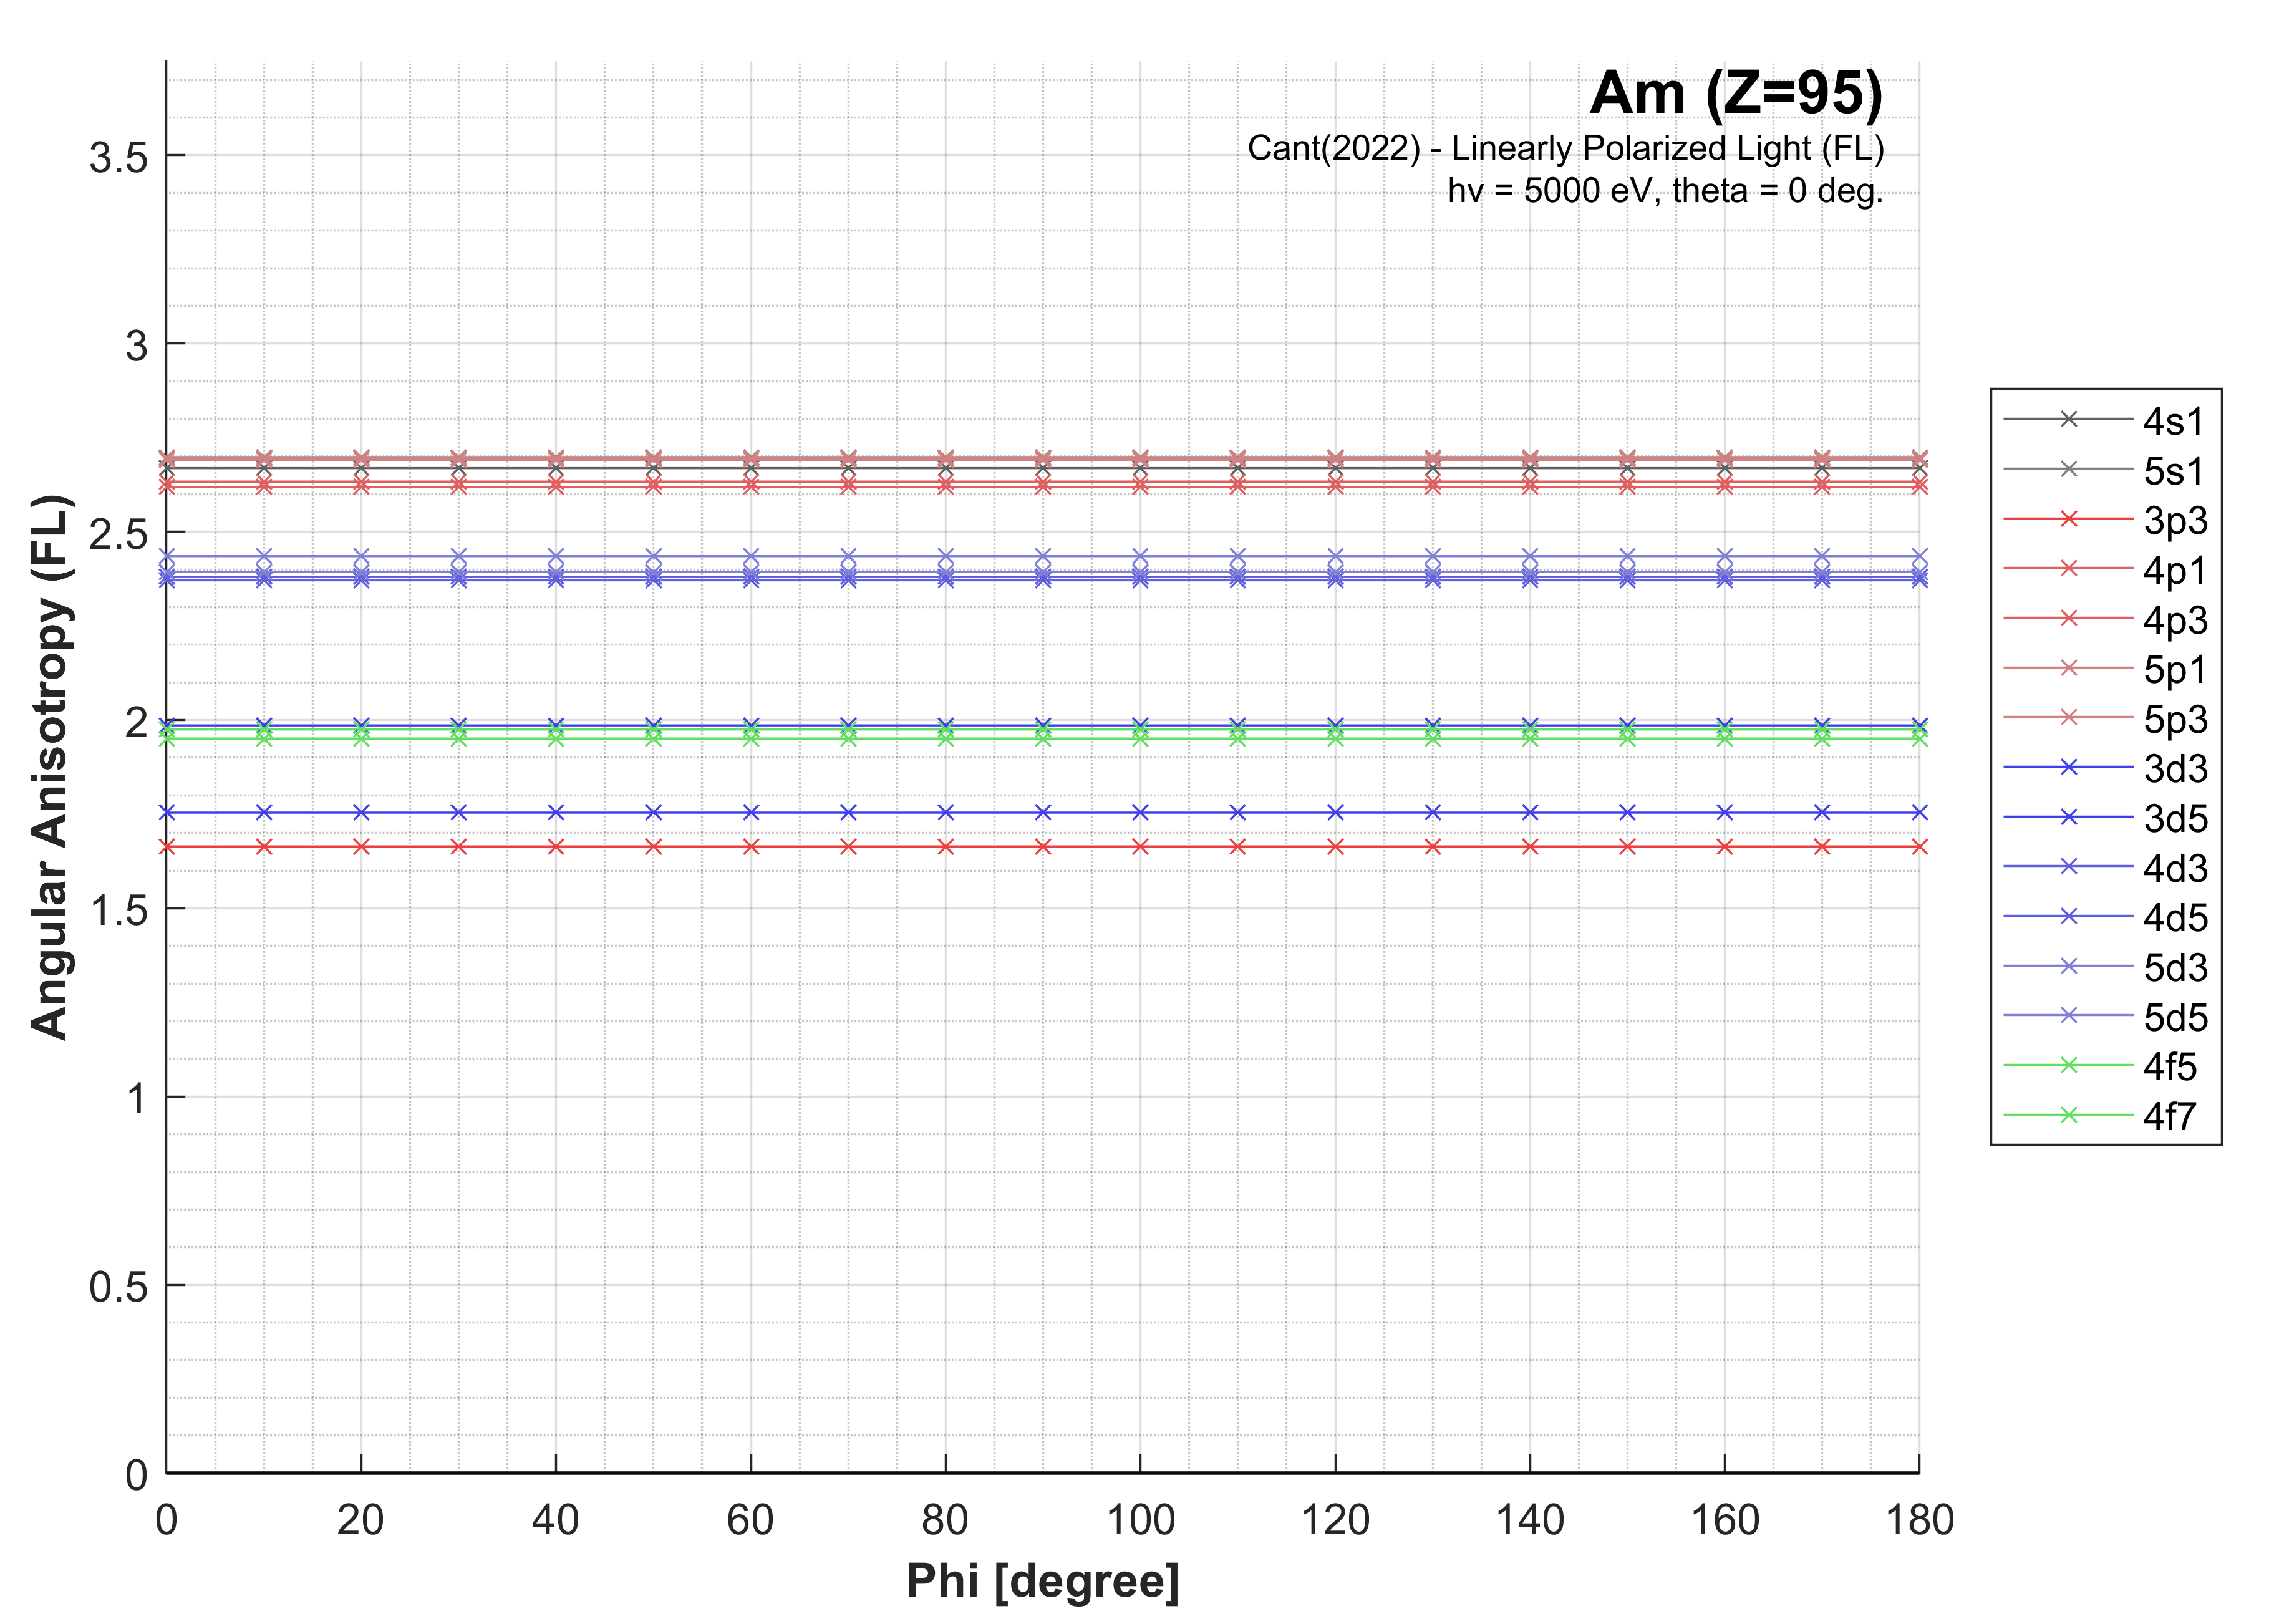 Am (Z=95)
Cant(2022) - Linearly Polarized Light (FL)
hv = 5000 eV, theta = 0 deg.
Angular Anisotropy (FL)
3.5
3
2.5
2
1.5
1
0.5
0
0 20 40 60 80 100 120 140 160 180
Phi [degree]
4s1
5s1
3p3
4p1
4p3
5p1
5p3
3d3
3d5
4d3
4d5
5d3
5d5
4f5
4f7